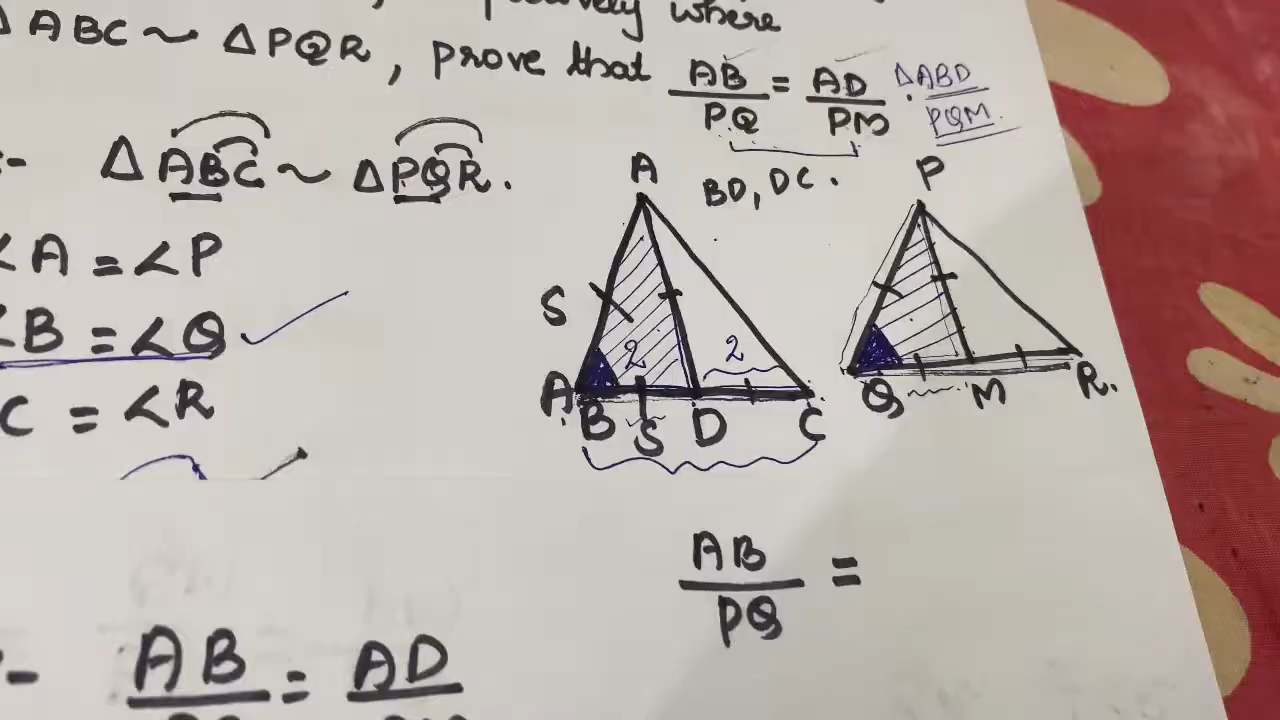 where
ΔABC ~ ΔPQR, prove that AB/PQ = AD/PM.
ΔABD
PQM
:- ΔABC ~ ΔPQR.
BD, DC.
∠A = ∠P
∠B = ∠Q ✓
C = ∠R
A
P
S
2
2
A
B
S
D
C
Q
M
R.
AB/PQ =
:- AB = AD